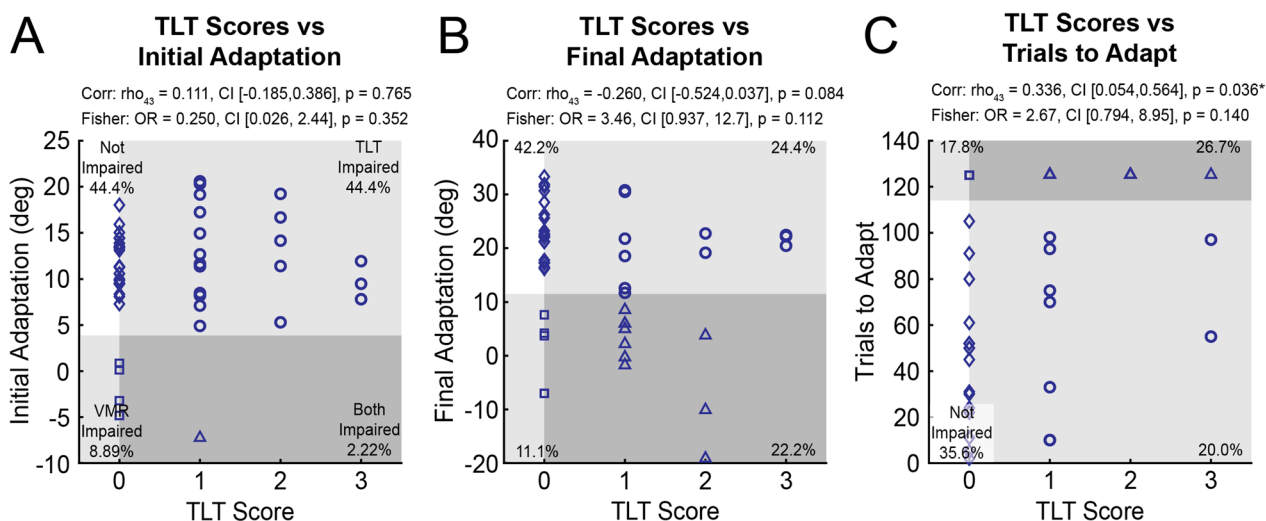 A
TLT Scores vs
Initial Adaptation
Corr: rho43 = 0.111, CI [-0.185,0.386], p = 0.765
Fisher: OR = 0.250, CI [0.026, 2.44], p = 0.352
Initial Adaptation (deg)
25
20
15
10
5
0
-5
-10
Not
Impaired
44.4%
TLT
Impaired
44.4%
VMR
Impaired
8.89%
Both
Impaired
2.22%
0 1 2 3
TLT Score
B
TLT Scores vs
Final Adaptation
Corr: rho43 = -0.260, CI [-0.524,0.037], p = 0.084
Fisher: OR = 3.46, CI [0.937, 12.7], p = 0.112
Final Adaptation (deg)
40
30
20
10
0
-10
-20
42.2%
24.4%
11.1%
22.2%
0 1 2 3
TLT Score
C
TLT Scores vs
Trials to Adapt
Corr: rho43 = 0.336, CI [0.054,0.564], p = 0.036*
Fisher: OR = 2.67, CI [0.794, 8.95], p = 0.140
Trials to Adapt
140
120
100
80
60
40
20
0
17.8%
26.7%
Not
Impaired
35.6%
20.0%
0 1 2 3
TLT Score